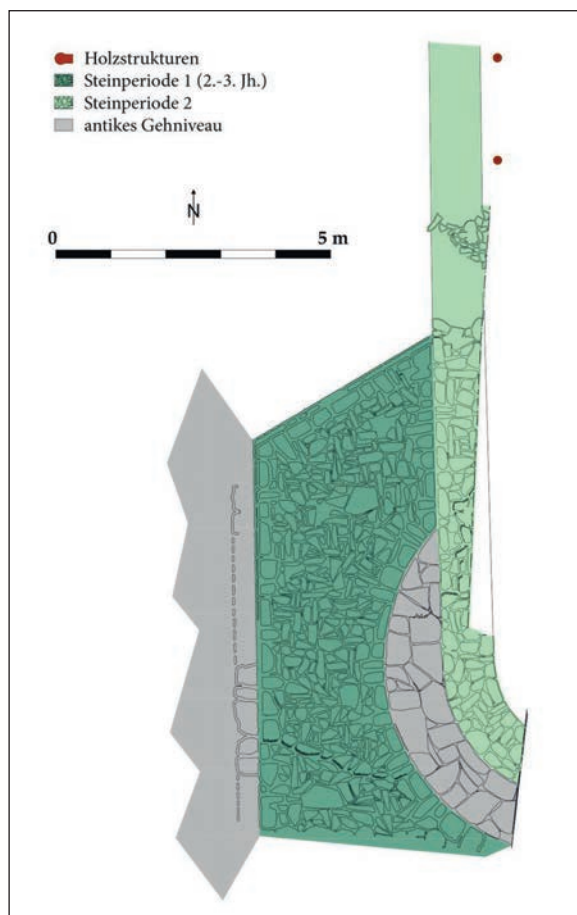 Holzstrukturen
Steinperiode 1 (2.-3. Jh.)
Steinperiode 2
antikes Gehniveau
N
0 5 m